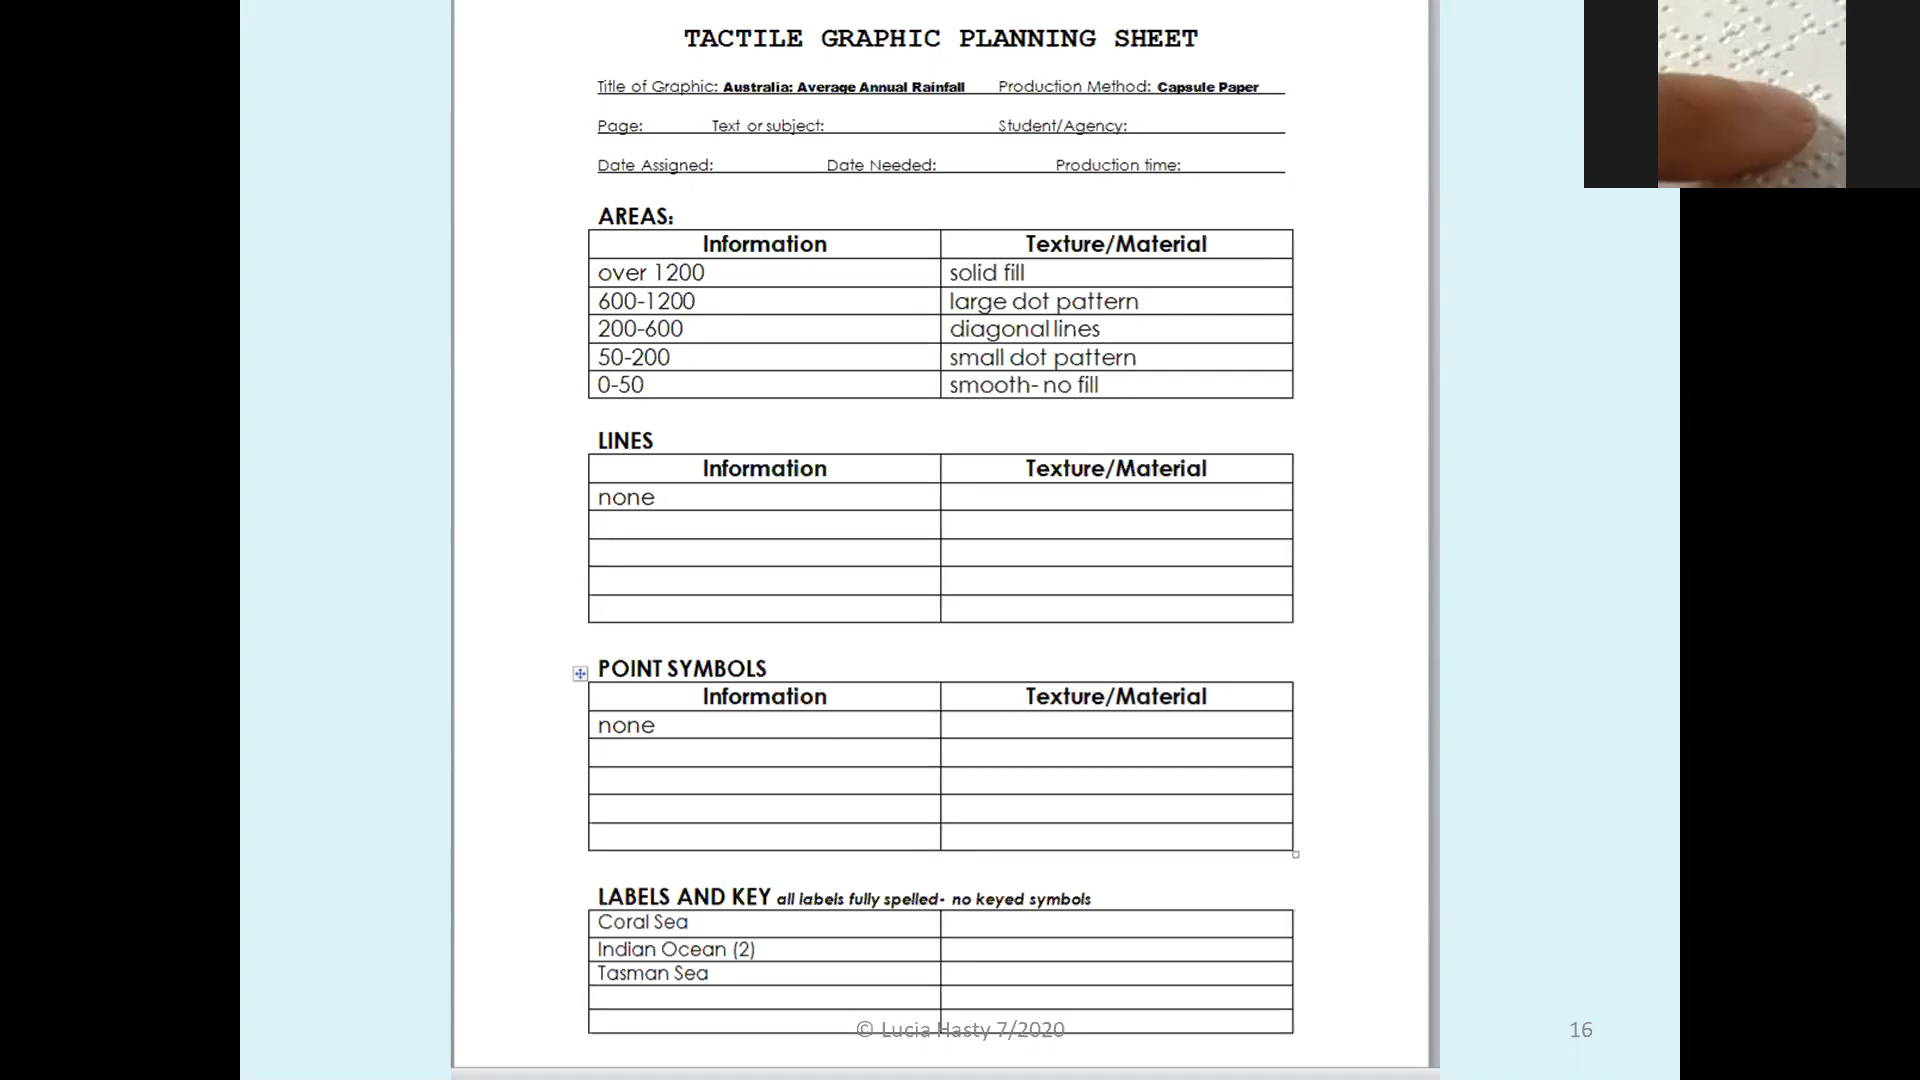 TACTILE GRAPHIC PLANNING SHEET
Title of Graphic: Australia: Average Annual Rainfall Production Method: Capsule Paper
Page: Text or subject: Student/Agency:
Date Assigned: Date Needed: Production time:
AREAS:
Information Texture/Material
over 1200 solid fill
600-1200 large dot pattern
200-600 diagonal lines
50-200 small dot pattern
0-50 smooth- no fill
LINES
Information Texture/Material
none
POINT SYMBOLS
Information Texture/Material
none
LABELS AND KEY all labels fully spelled- no keyed symbols
Coral Sea
Indian Ocean (2)
Tasman Sea
© Lucia Hasty 7/2020 16